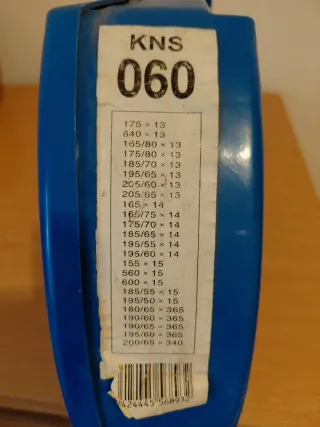 KNS
060
175 × 13
640 × 13
165/80 × 13
175/80 × 13
185/70 × 13
195/65 × 13
205/60 × 13
205/65 × 13
165 × 14
165/75 × 14
175/70 × 14
185/65 × 14
195/55 × 14
195/60 × 14
155 × 15
560 × 15
600 × 15
185/55 × 15
195/50 × 15
180/65 × 365
190/60 × 365
190/65 × 365
195/60 × 365
200/65 × 340